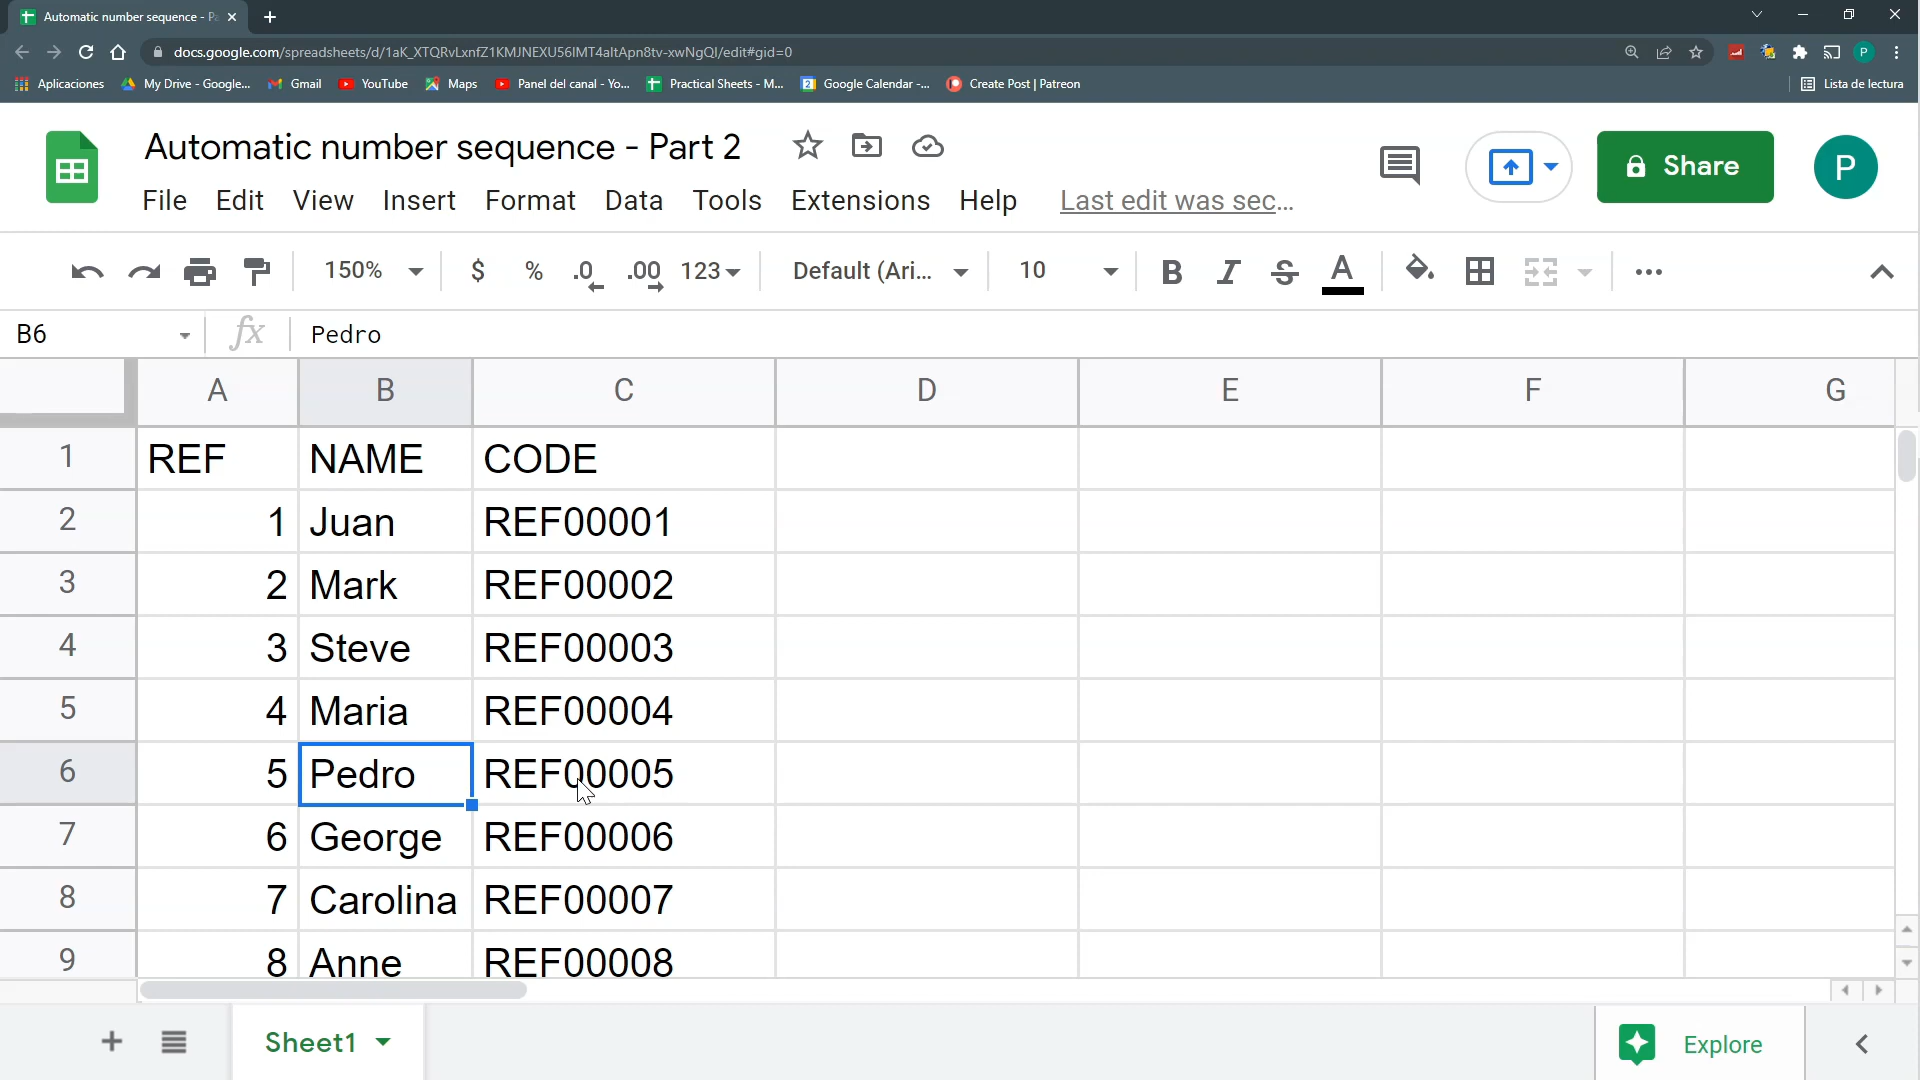 Automatic number sequence - Pa
docs.google.com/spreadsheets/d/1aK_XTQRvLxnfZ1KMJNEXU56IMT4altApn8tv-xwNgQI/edit#gid=0
P
Aplicaciones My Drive - Google... Gmail YouTube Maps Panel del canal - Yo... Practical Sheets - M... Google Calendar -... Create Post | Patreon Lista de lectura
Automatic number sequence - Part 2
Share
P
File Edit View Insert Format Data Tools Extensions Help Last edit was sec...
150% $ % .0 .00 123 Default (Ari... 10 B I S A
B6 fx Pedro
A B C D E F G
1 REF NAME CODE
2 1 Juan REF00001
3 2 Mark REF00002
4 3 Steve REF00003
5 4 Maria REF00004
6 5 Pedro REF00005
7 6 George REF00006
8 7 Carolina REF00007
9 8 Anne REF00008
Sheet1
Explore